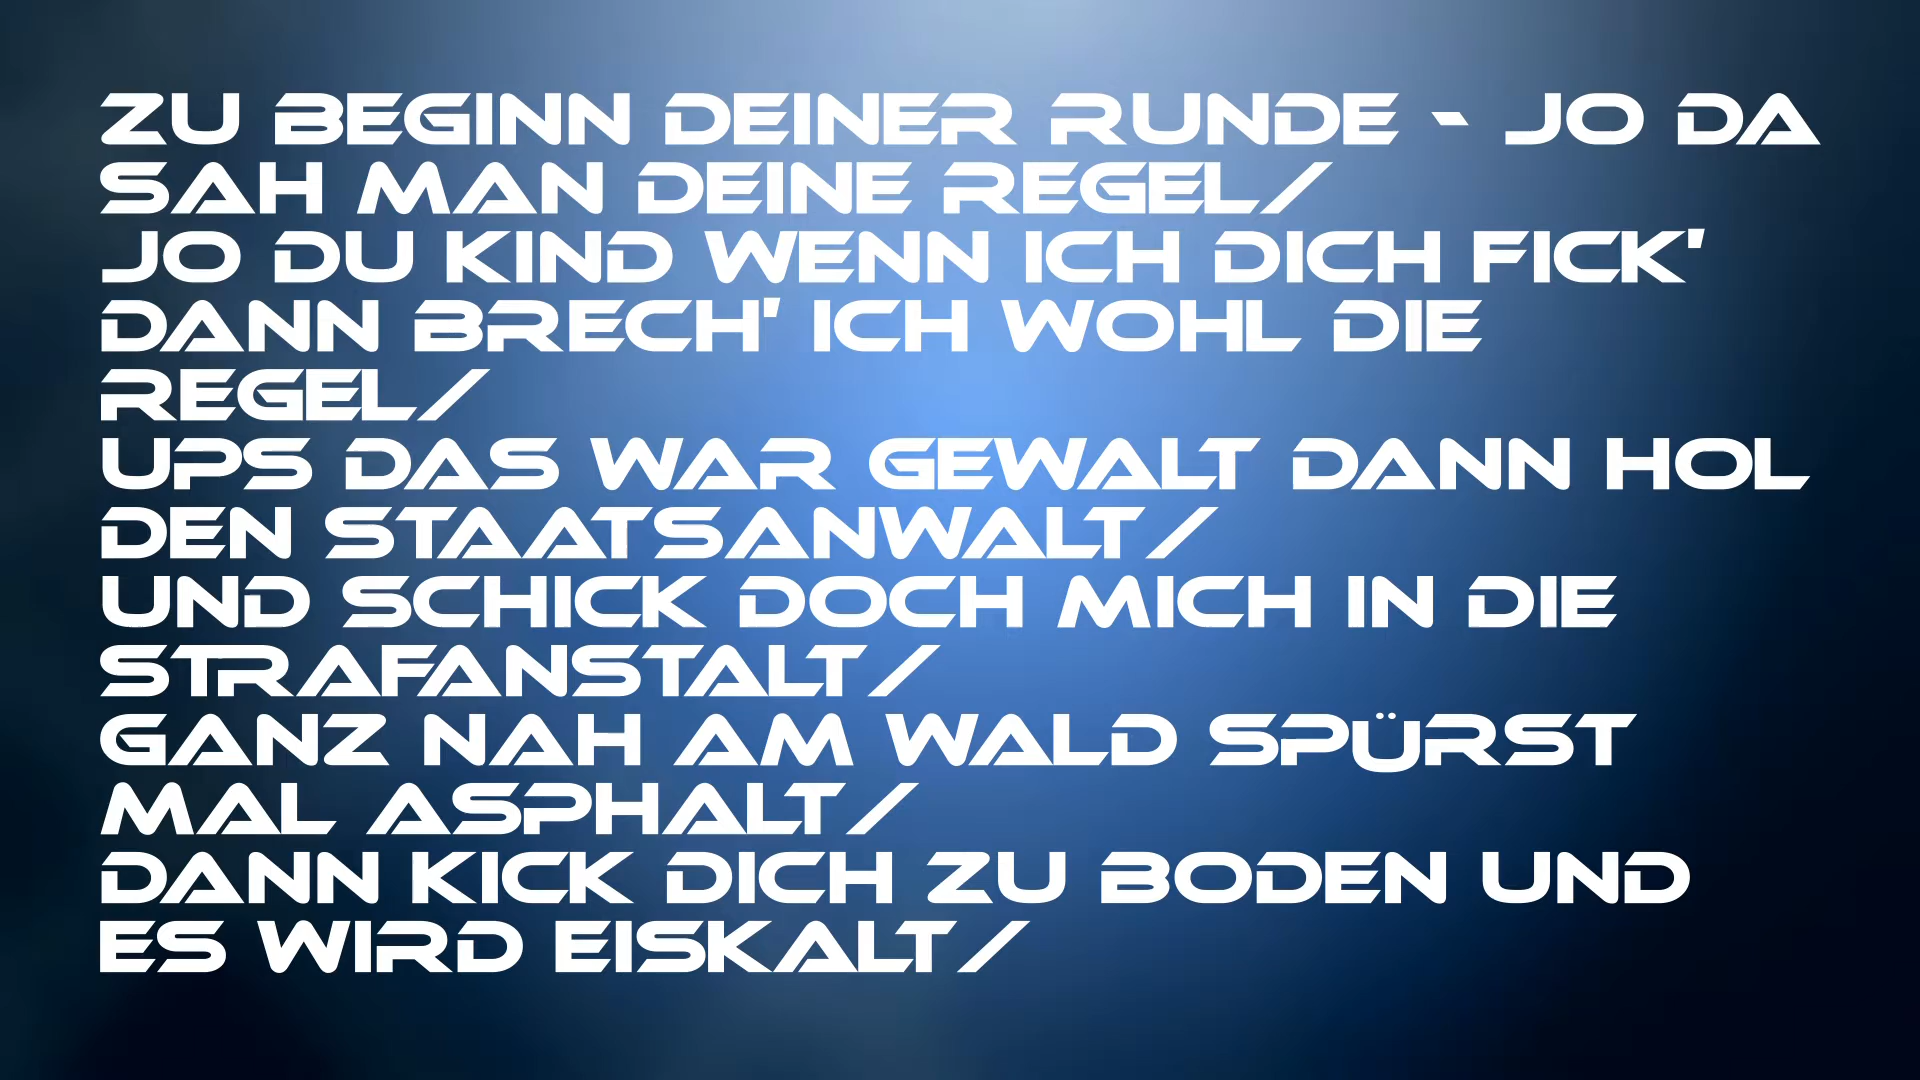 ZU BEGINN DEINER RUNDE - JO DA
SAH MAN DEINE REGEL/
JO DU KIND WENN ICH DICH FICK'
DANN BRECH' ICH WOHL DIE
REGEL/
UPS DAS WAR GEWALT DANN HOL
DEN STAATSANWALT/
UND SCHICK DOCH MICH IN DIE
STRAFANSTALT/
GANZ NAH AM WALD SPÜRST
MAL ASPHALT/
DANN KICK DICH ZU BODEN UND
ES WIRD EISKALT/